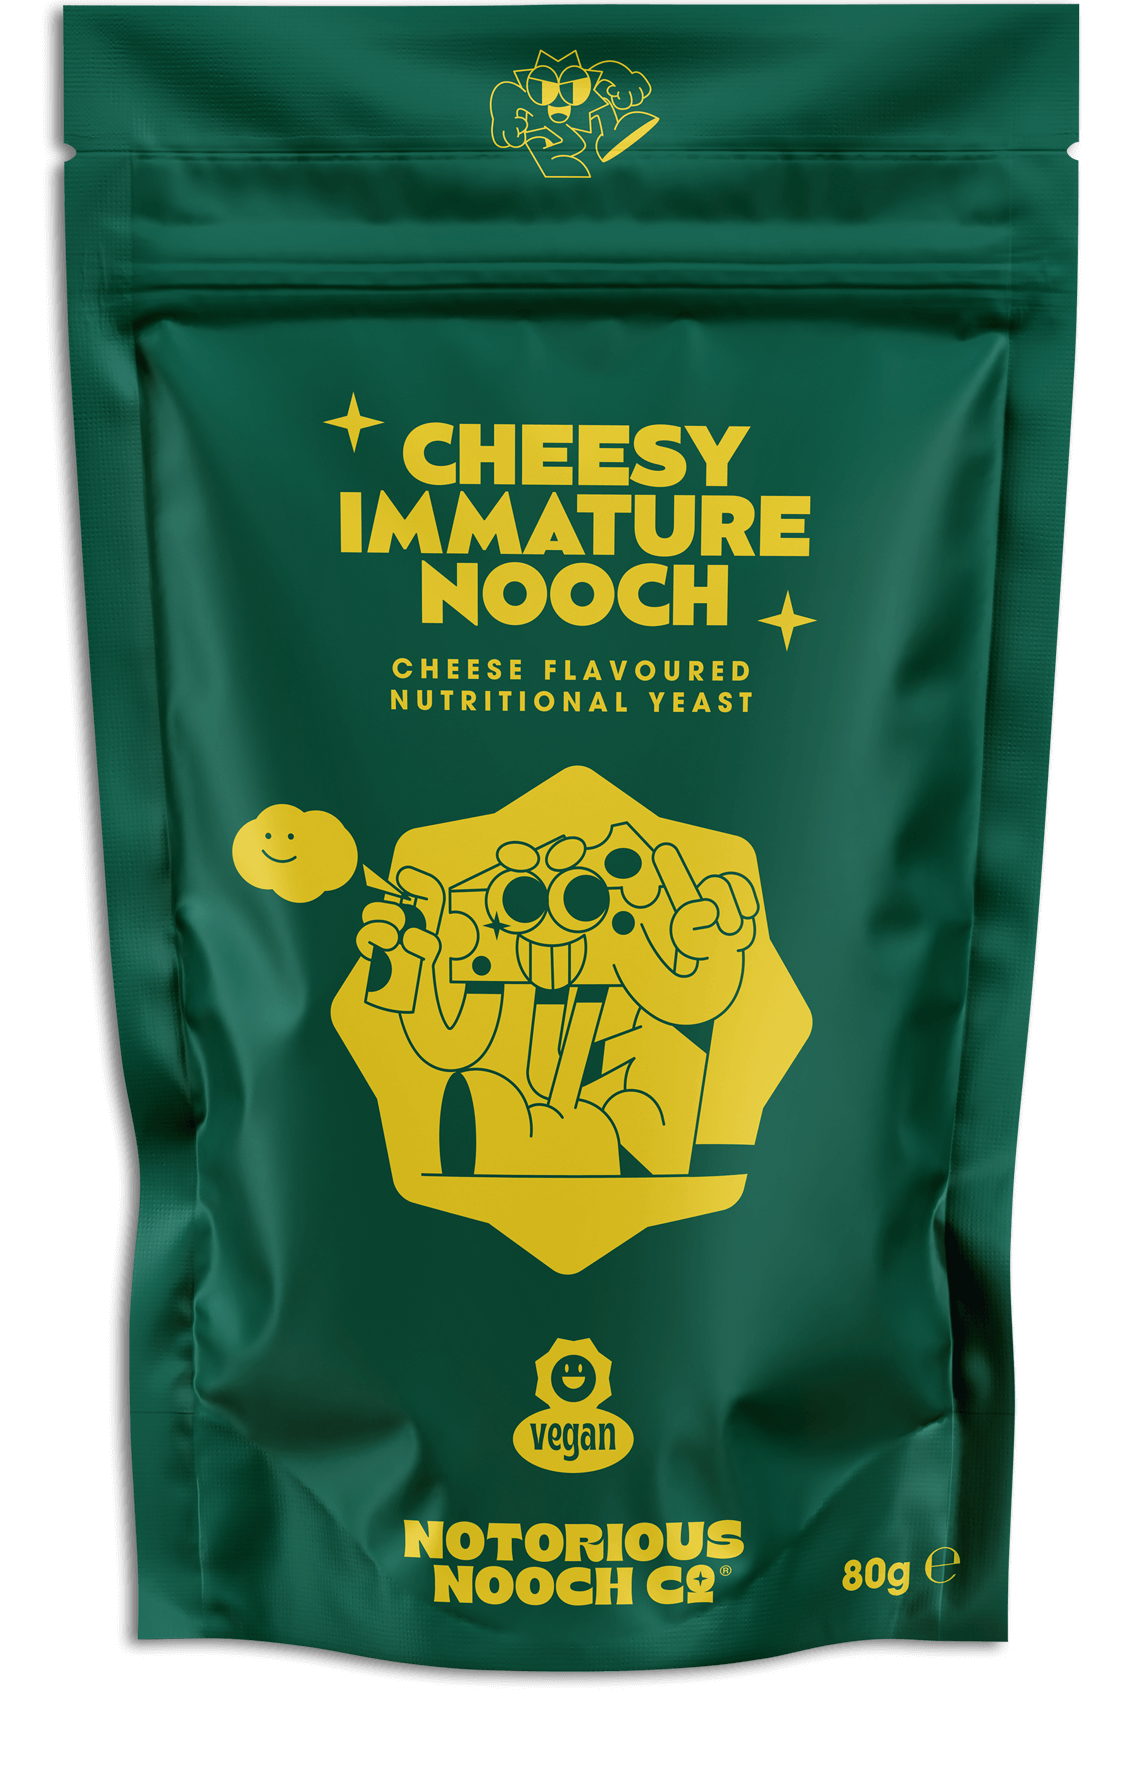 CHEESY
IMMATURE
NOOCH
CHEESE FLAVOURED
NUTRITIONAL YEAST
vegan
NOTORIOUS
NOOCH CO®
80g ℮